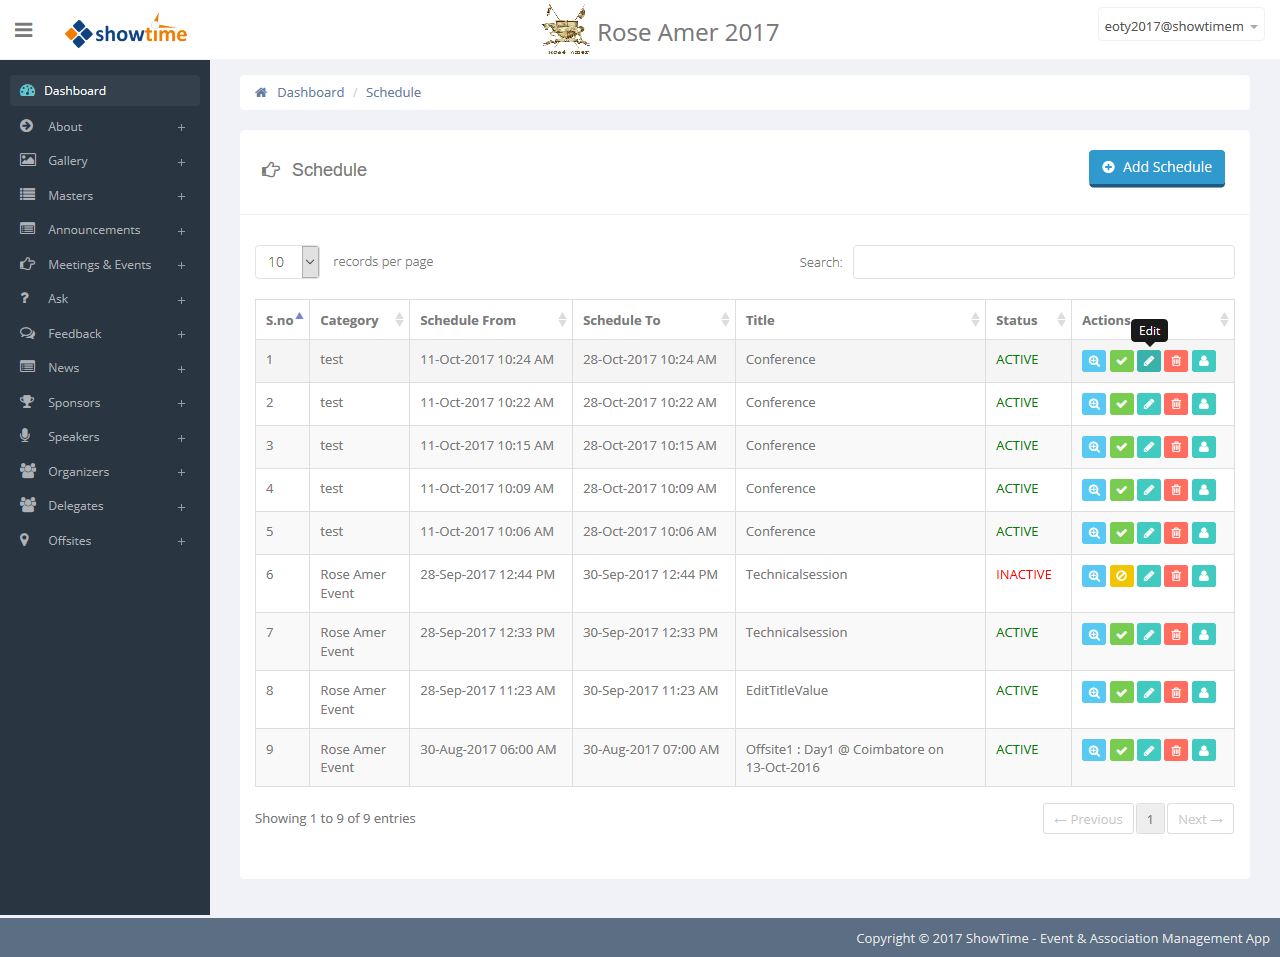 showtime
Rose Amer 2017
eoty2017@showtimem
Dashboard
About +
Gallery +
Masters +
Announcements +
Meetings & Events +
Ask +
Feedback +
News +
Sponsors +
Speakers +
Organizers +
Delegates +
Offsites +
Dashboard / Schedule
Schedule
Add Schedule
10 records per page
Search:
S.no Category Schedule From Schedule To Title Status Actions
Edit
1 test 11-Oct-2017 10:24 AM 28-Oct-2017 10:24 AM Conference ACTIVE
2 test 11-Oct-2017 10:22 AM 28-Oct-2017 10:22 AM Conference ACTIVE
3 test 11-Oct-2017 10:15 AM 28-Oct-2017 10:15 AM Conference ACTIVE
4 test 11-Oct-2017 10:09 AM 28-Oct-2017 10:09 AM Conference ACTIVE
5 test 11-Oct-2017 10:06 AM 28-Oct-2017 10:06 AM Conference ACTIVE
6 Rose Amer 28-Sep-2017 12:44 PM 30-Sep-2017 12:44 PM Technicalsession INACTIVE
Event
7 Rose Amer 28-Sep-2017 12:33 PM 30-Sep-2017 12:33 PM Technicalsession ACTIVE
Event
8 Rose Amer 28-Sep-2017 11:23 AM 30-Sep-2017 11:23 AM EditTitleValue ACTIVE
Event
9 Rose Amer 30-Aug-2017 06:00 AM 30-Aug-2017 07:00 AM Offsite1 : Day1 @ Coimbatore on ACTIVE
Event 13-Oct-2016
Showing 1 to 9 of 9 entries
← Previous 1 Next →
Copyright © 2017 ShowTime - Event & Association Management App